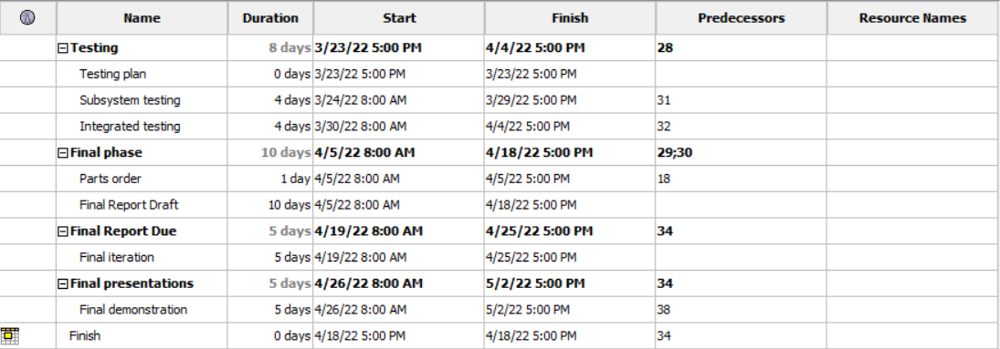 Name Duration Start Finish Predecessors Resource Names
Testing 8 days 3/23/22 5:00 PM 4/4/22 5:00 PM 28
Testing plan 0 days 3/23/22 5:00 PM 3/23/22 5:00 PM
Subsystem testing 4 days 3/24/22 8:00 AM 3/29/22 5:00 PM 31
Integrated testing 4 days 3/30/22 8:00 AM 4/4/22 5:00 PM 32
Final phase 10 days 4/5/22 8:00 AM 4/18/22 5:00 PM 29;30
Parts order 1 day 4/5/22 8:00 AM 4/5/22 5:00 PM 18
Final Report Draft 10 days 4/5/22 8:00 AM 4/18/22 5:00 PM
Final Report Due 5 days 4/19/22 8:00 AM 4/25/22 5:00 PM 34
Final iteration 5 days 4/19/22 8:00 AM 4/25/22 5:00 PM
Final presentations 5 days 4/26/22 8:00 AM 5/2/22 5:00 PM 34
Final demonstration 5 days 4/26/22 8:00 AM 5/2/22 5:00 PM 38
Finish 0 days 4/18/22 5:00 PM 4/18/22 5:00 PM 34